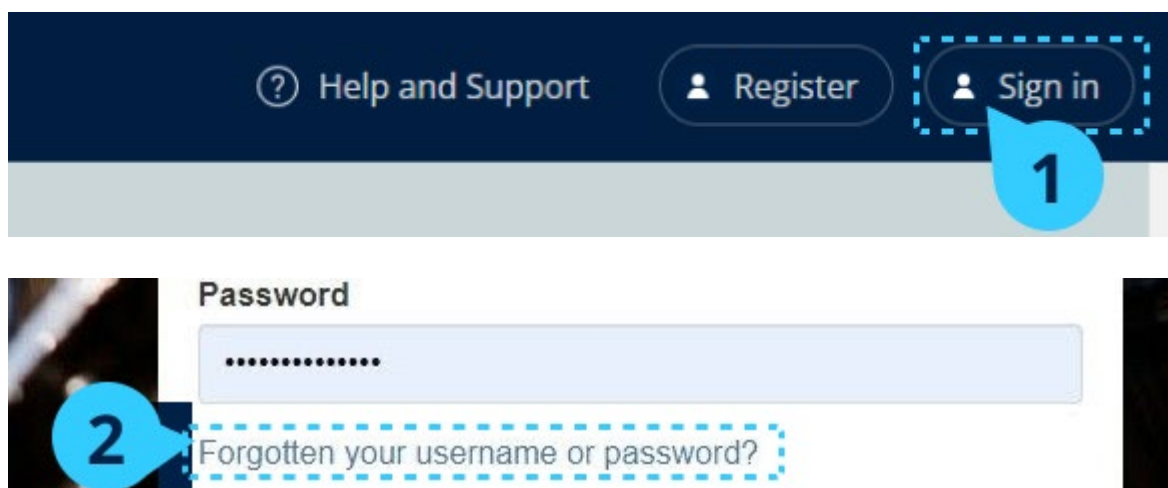 ? Help and Support Register Sign in
1
Password
••••••••••••••
2 Forgotten your username or password?